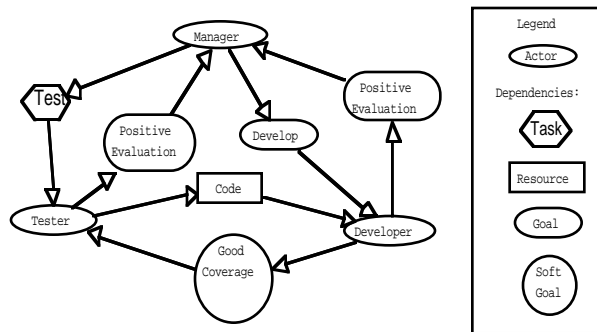 Manager
Test
Positive
Evaluation
Develop
Positive
Evaluation
Code
Tester
Developer
Good
Coverage
Legend
Actor
Dependencies:
Task
Resource
Goal
Soft
Goal